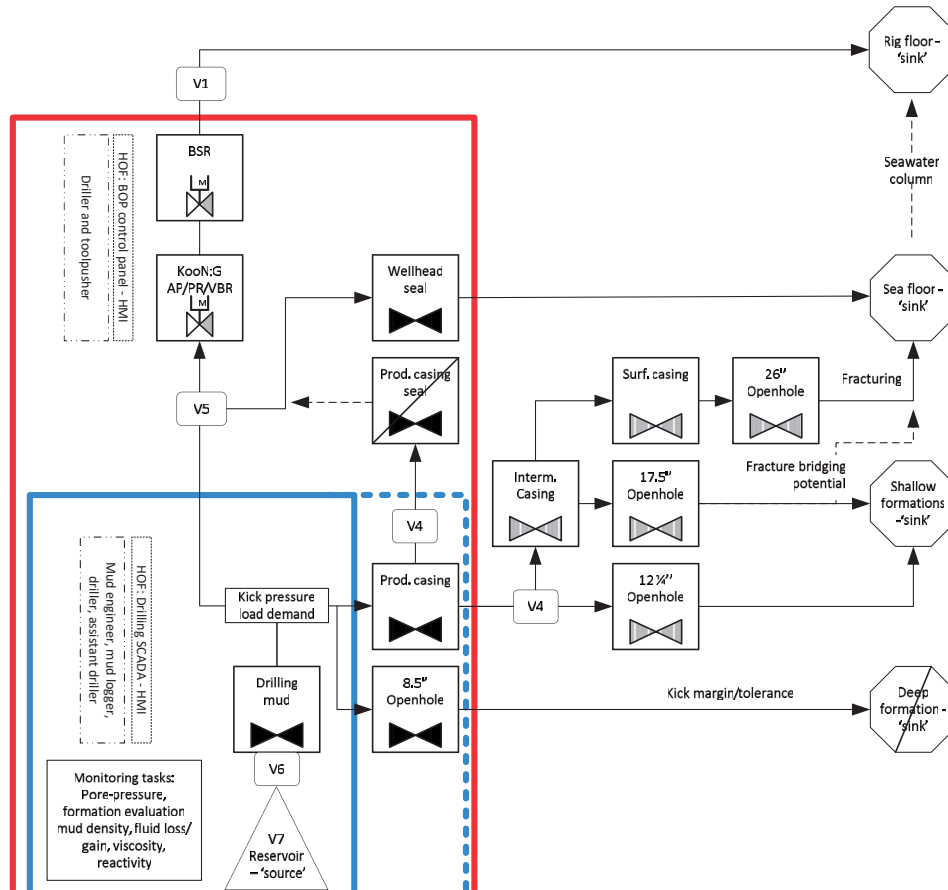 Rig floor –
‘sink’
V1
BSR
M
HOF: BOP control panel - HMI
Driller and toolpusher
Seawater
column
KooN:G
AP/PR/VBR
M
Wellhead
seal
Sea floor –
‘sink’
Prod. casing
seal
V5
Surf. casing
26”
Openhole
Fracturing
Interm.
Casing
17.5”
Openhole
Fracture bridging
potential
Shallow
formations
–‘sink’
V4
Kick pressure
load demand
Prod. casing
V4
12 ¼”
Openhole
HOF: Drilling SCADA - HMI
Mud engineer, mud logger,
driller, assistant driller
Drilling
mud
8.5”
Openhole
Kick margin/tolerance
Deep
formation –
‘sink’
V6
Monitoring tasks:
Pore-pressure,
formation evaluation
mud density, fluid loss/
gain, viscosity,
reactivity
V7
Reservoir
– ‘source’